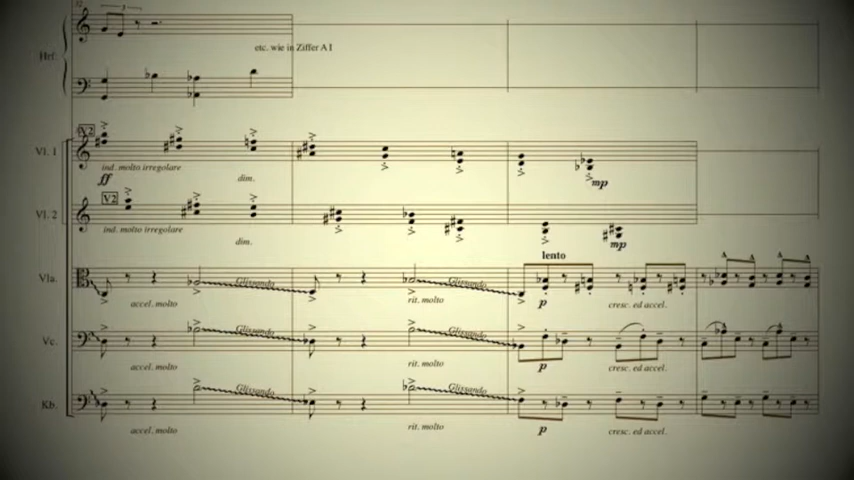 3
Hrf.
etc. wie in Ziffer A I
V2
Vl. 1
ind. molto irregolare
ff
dim.
mp
V2
Vl. 2
ind. molto irregolare
dim.
mp
lento
Vla.
Glissando
Glissando
accel. molto
rit. molto
p
cresc. ed accel.
Vc.
Glissando
Glissando
accel. molto
rit. molto
p
cresc. ed accel.
Kb.
Glissando
Glissando
accel. molto
rit. molto
p
cresc. ed accel.